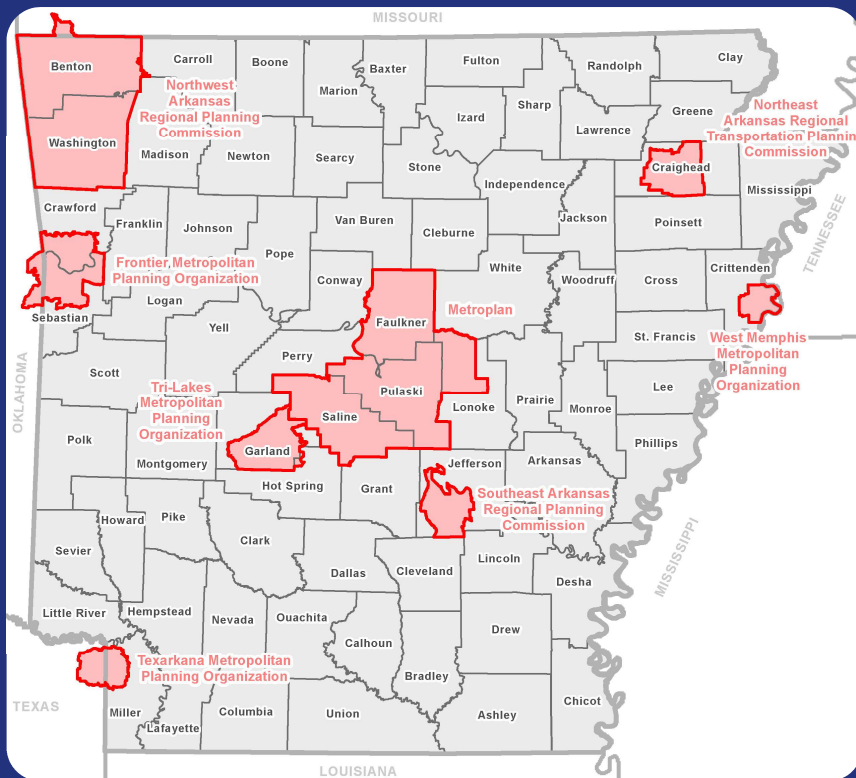 MISSOURI
Benton
Carroll
Boone
Marion
Baxter
Fulton
Randolph
Clay
Northwest
Arkansas
Regional Planning
Commission
Izard
Sharp
Lawrence
Greene
Northeast
Arkansas Regional
Transportation Plannin
Commission
Washington
Madison
Newton
Searcy
Stone
Independence
Craighead
Mississippi
Crawford
Franklin
Johnson
Pope
Van Buren
Cleburne
Jackson
Poinsett
TENNESSEE
Frontier Metropolitan
Planning Organization
Logan
Sebastian
Conway
White
Woodruff
Cross
Crittenden
Yell
Faulkner
Metroplan
St. Francis
West Memphis
Metropolitan
Planning
Organization
OKLAHOMA
Scott
Perry
Tri-Lakes
Metropolitan
Planning
Organization
Saline
Pulaski
Lonoke
Prairie
Monroe
Lee
Phillips
Polk
Montgomery
Garland
Hot Spring
Grant
Jefferson
Arkansas
Southeast Arkansas
Regional Planning
Commission
Howard
Pike
Sevier
Clark
Dallas
Cleveland
Lincoln
Desha
MISSISSIPPI
Little River
Hempstead
Nevada
Ouachita
Calhoun
Bradley
Drew
Texarkana Metropolitan
Planning Organization
TEXAS
Miller
Lafayette
Columbia
Union
Ashley
Chicot
LOUISIANA